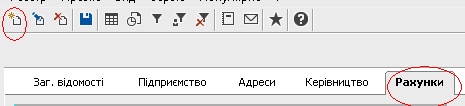 Заг. відомості Підприємство Адреси Керівництво Рахунки